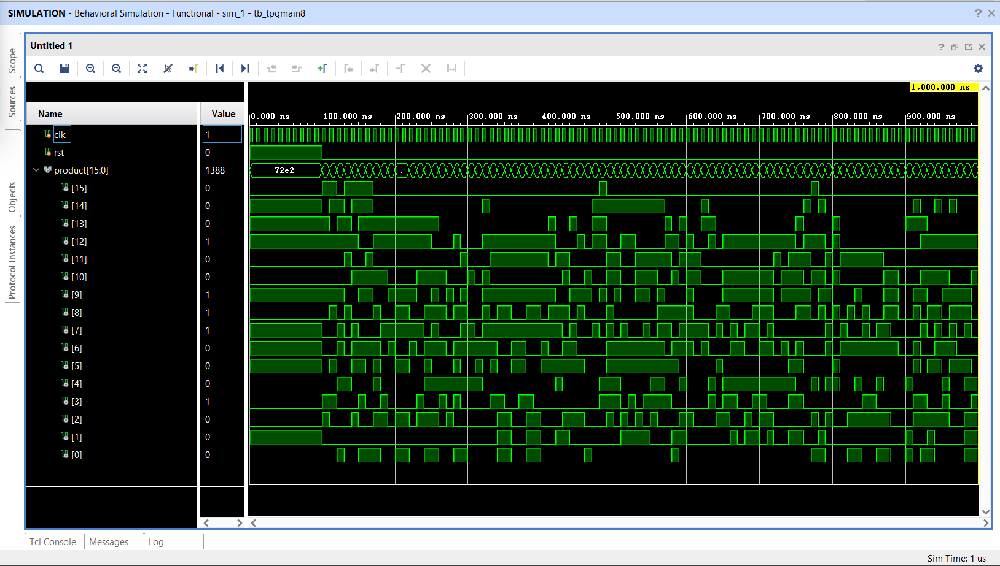 SIMULATION - Behavioral Simulation - Functional - sim_1 - tb_tpgmain8
Scope
Sources
Objects
Protocol Instances
Untitled 1
1,000.000 ns
Name Value
0.000 ns 100.000 ns 200.000 ns 300.000 ns 400.000 ns 500.000 ns 600.000 ns 700.000 ns 800.000 ns 900.000 ns
clk 1
rst 0
product[15:0] 1388 72e2 .
[15] 0
[14] 0
[13] 0
[12] 1
[11] 0
[10] 0
[9] 1
[8] 1
[7] 1
[6] 0
[5] 0
[4] 0
[3] 1
[2] 0
[1] 0
[0] 0
Tcl Console Messages Log
Sim Time: 1 us